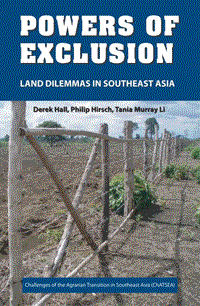 POWERS OF
EXCLUSION
LAND DILEMMAS IN SOUTHEAST ASIA
Derek Hall, Philip Hirsch, Tania Murray Li
Challenges of the Agrarian Transition in Southeast Asia (ChATSEA)